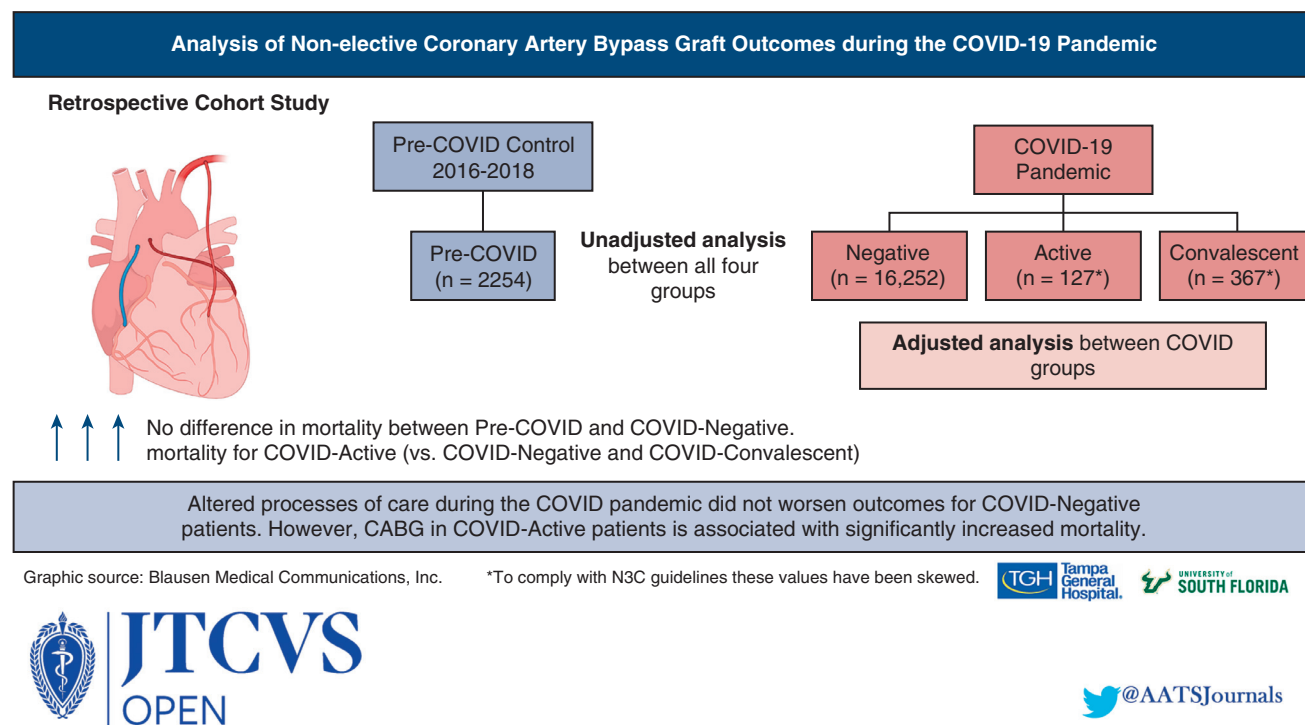 Analysis of Non-elective Coronary Artery Bypass Graft Outcomes during the COVID-19 Pandemic
Retrospective Cohort Study
Pre-COVID Control
2016-2018
Pre-COVID
(n = 2254)
Unadjusted analysis
between all four
groups
COVID-19
Pandemic
Negative
(n = 16,252)
Active
(n = 127*)
Convalescent
(n = 367*)
Adjusted analysis between COVID
groups
No difference in mortality between Pre-COVID and COVID-Negative.
mortality for COVID-Active (vs. COVID-Negative and COVID-Convalescent)
Altered processes of care during the COVID pandemic did not worsen outcomes for COVID-Negative
patients. However, CABG in COVID-Active patients is associated with significantly increased mortality.
Graphic source: Blausen Medical Communications, Inc.
*To comply with N3C guidelines these values have been skewed.
TGH
Tampa
General
Hospital.
UNIVERSITY of
SOUTH FLORIDA
JTCVS
OPEN
@AATSJournals